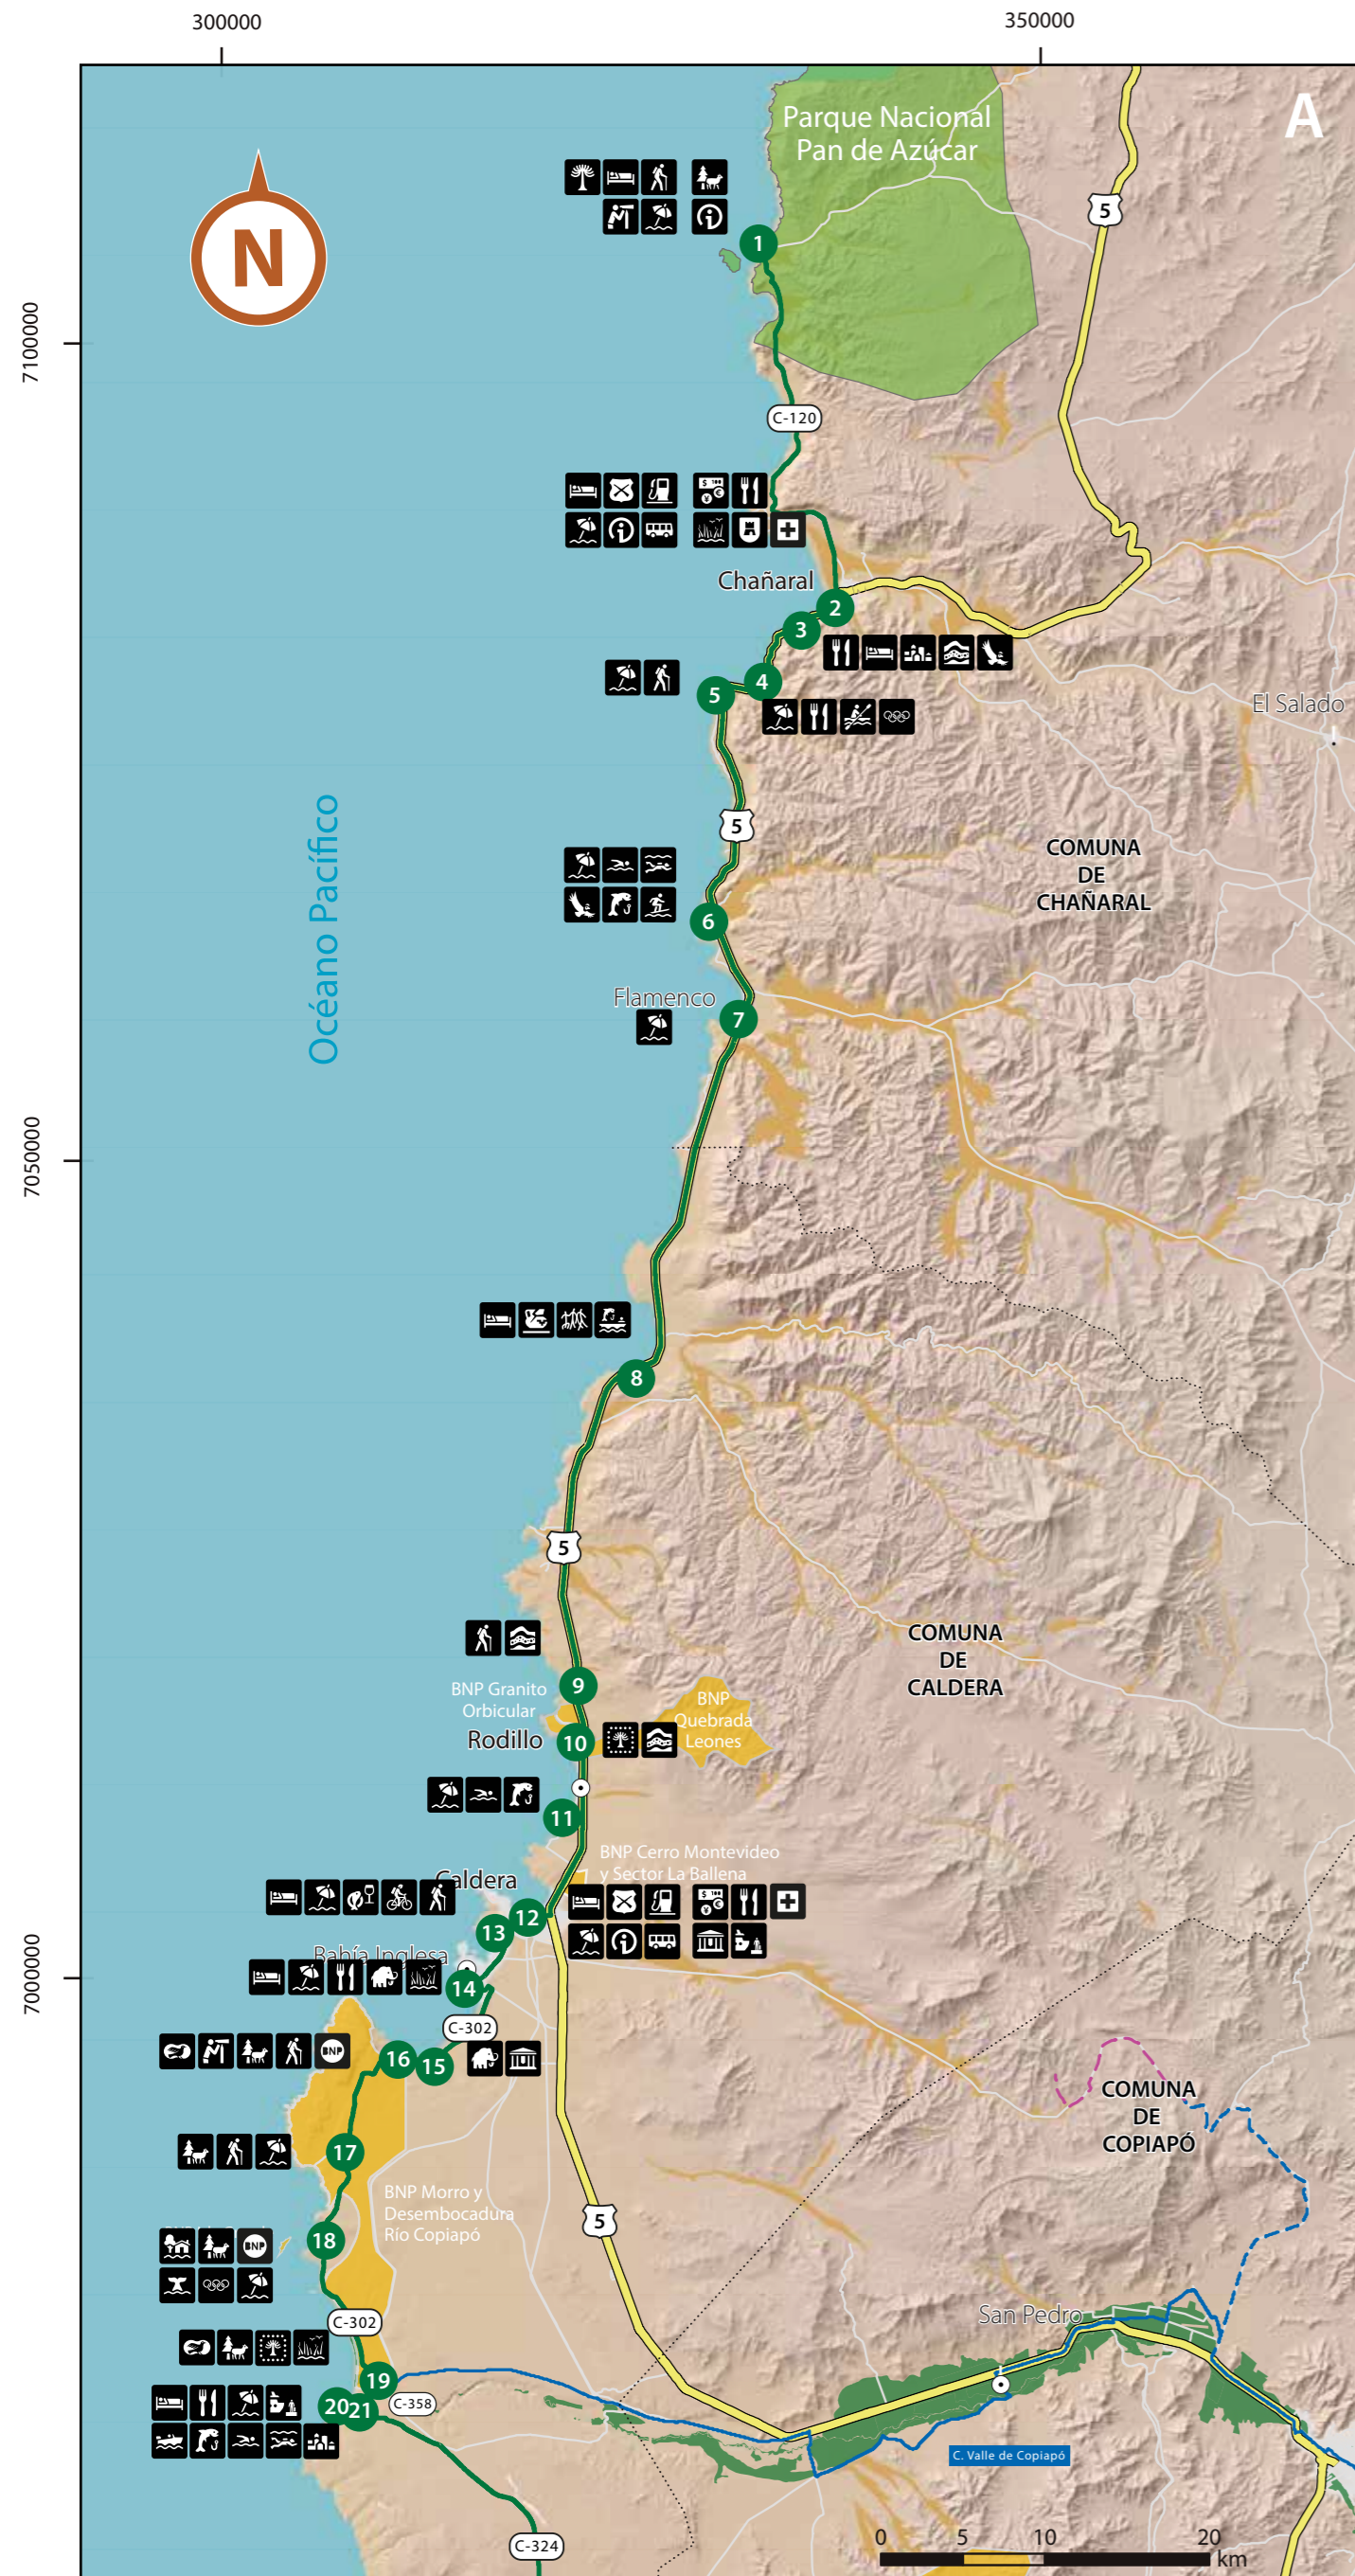 300000
350000
A
Parque Nacional
Pan de Azúcar
N
5
1
7100000
C-120
Chañaral
2
3
4
5
El Salado
5
COMUNA
DE
CHAÑARAL
Océano Pacífico
6
Flamenco
7
7050000
8
5
COMUNA
DE
CALDERA
9
BNP Granito
Orbicular
BNP
Quebrada
Leones
Rodillo
10
11
BNP Cerro Montevideo
y Sector La Ballena
Caldera
12
13
Bahía Inglesa
7000000
14
C-302
BNP
16
15
COMUNA
DE
COPIAPÓ
17
BNP Morro y
Desembocadura
Río Copiapó
5
18
BNP
San Pedro
C-302
19
C-358
20
21
C. Valle de Copiapó
C-324
0 5 10 20
km